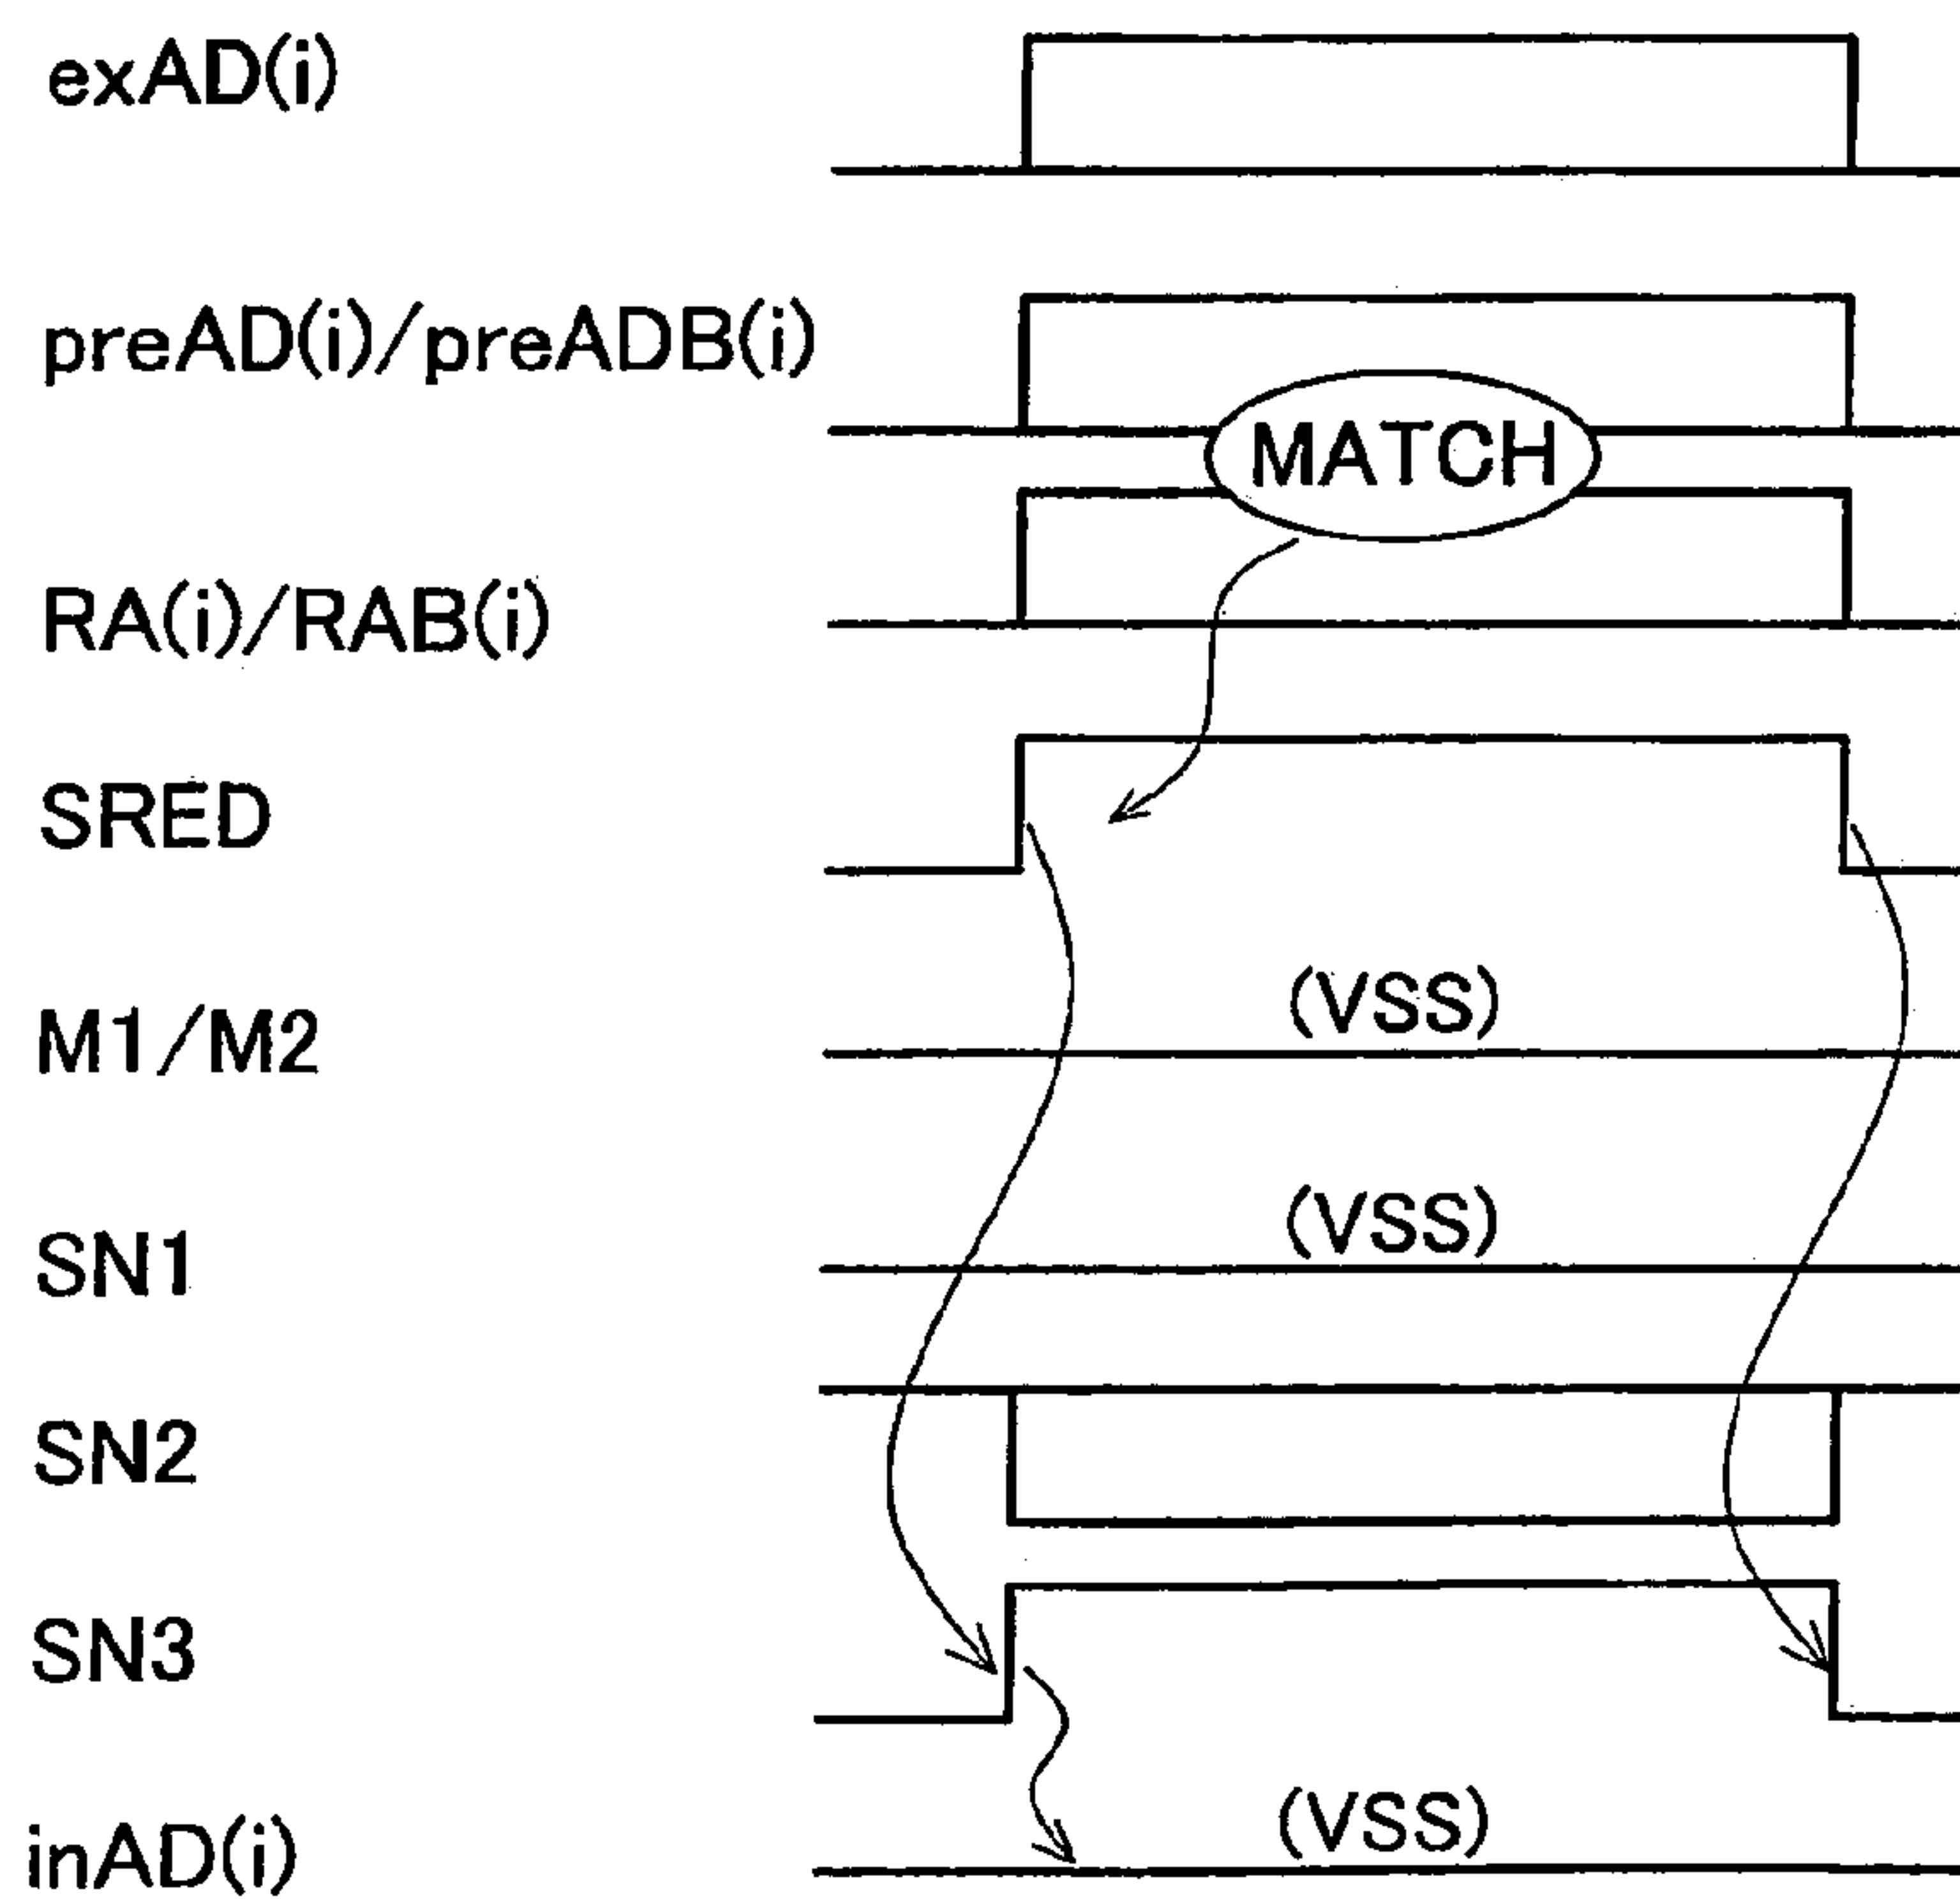 exAD(i)
preAD(i)/preADB(i)
MATCH
RA(i)/RAB(i)
SRED
(VSS)
M1/M2
(VSS)
SN1
SN2
SN3
(VSS)
inAD(i)